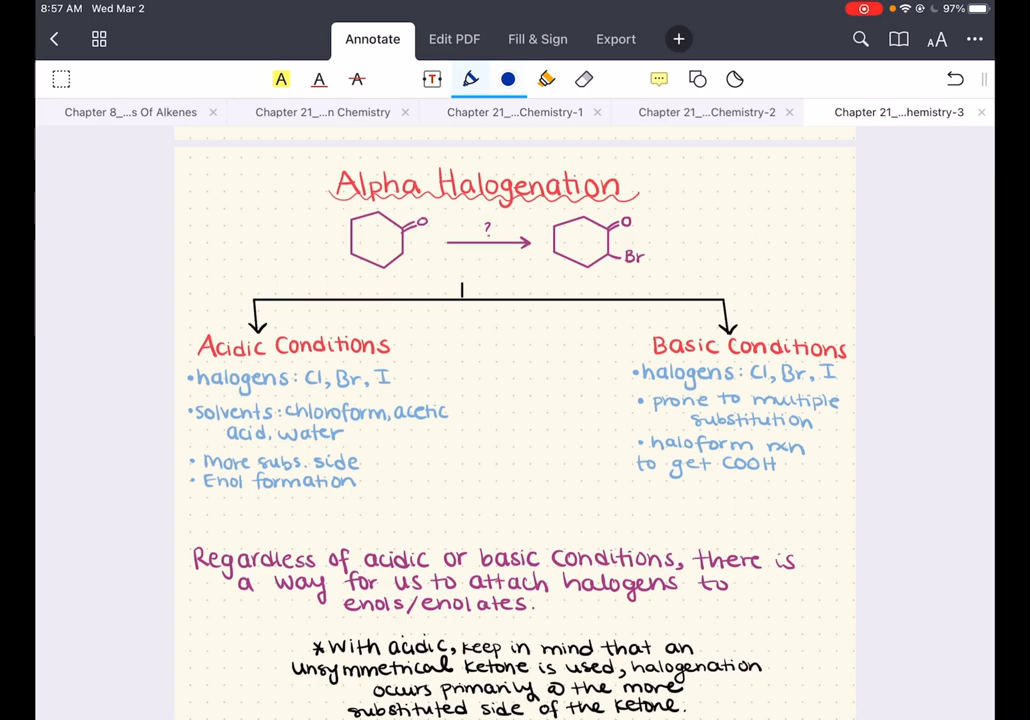 8:57 AM Wed Mar 2
97%
Annotate
Edit PDF
Fill & Sign
Export
AA
A A A T
Chapter 8_...s Of Alkenes
Chapter 21_...n Chemistry
Chapter 21_...Chemistry-1
Chapter 21_...Chemistry-2
Chapter 21_...hemistry-3
Alpha Halogenation
O ? O
Br
Acidic Conditions
•halogens: Cl, Br, I
•solvents: chloroform, acetic
acid, water
• More subs. side
• Enol formation
Basic Conditions
•halogens: Cl, Br, I
• prone to multiple
substitution
• haloform rxn
to get COOH
Regardless of acidic or basic conditions, there is
a way for us to attach halogens to
enols/enolates.
*With acidic, keep in mind that an
unsymmetrical ketone is used, halogenation
occurs primarily @ the more
substituted side of the ketone.